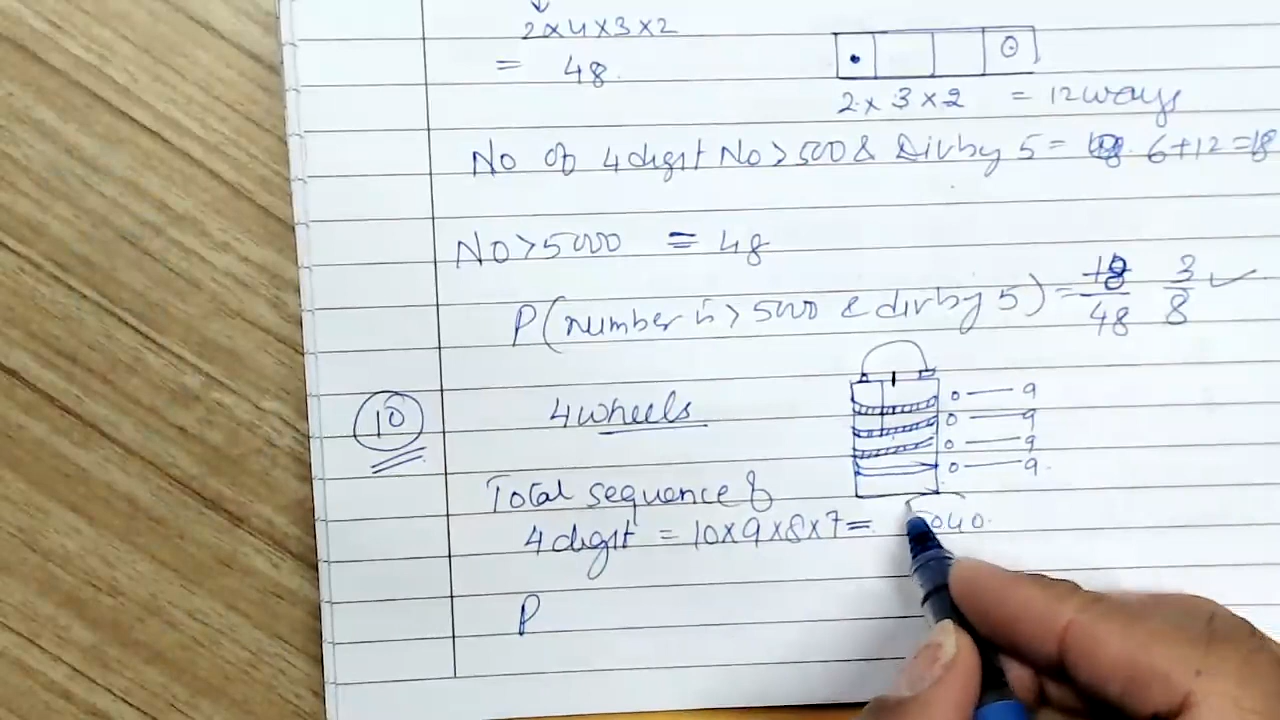 2×4×3×2
= 48.
2 × 3 × 2 = 12 ways
No of 4 digit No > 500 & Div by 5 = 6+12=18
No > 5000 = 48
P(number is > 5000 & div by 5) = 18/48 3/8 ✓
10
4 wheels
0 — 9
0 — 9
0 — 9
0 — 9.
Total sequence of
4 digit = 10×9×8×7 = 5040.
P